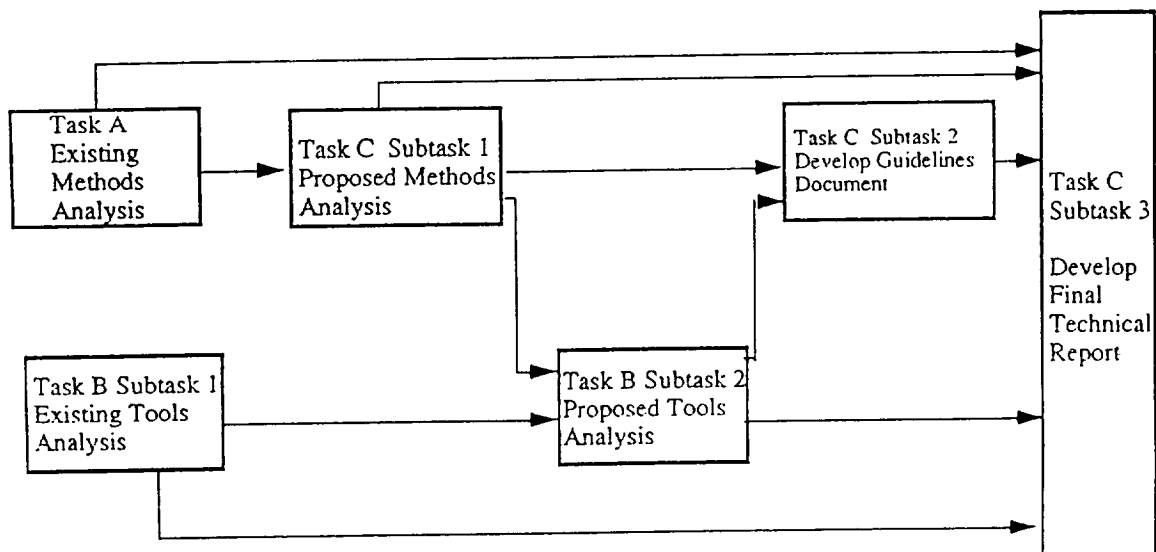 Task A
Existing
Methods
Analysis
Task C Subtask 1
Proposed Methods
Analysis
Task C Subtask 2
Develop Guidelines
Document
Task C
Subtask 3
Develop
Final
Technical
Report
Task B Subtask 1
Existing Tools
Analysis
Task B Subtask 2
Proposed Tools
Analysis